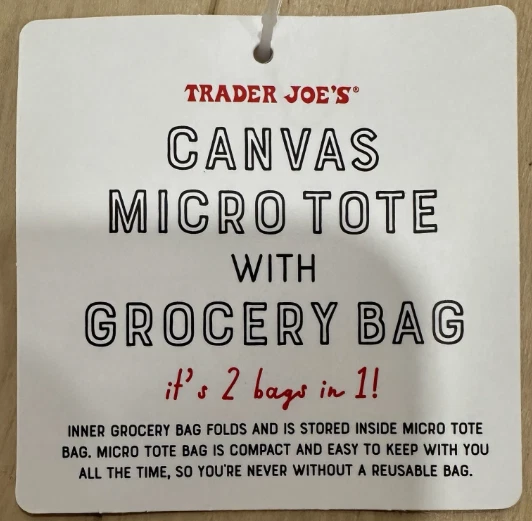 TRADER JOE'S®
CANVAS
MICRO TOTE
WITH
GROCERY BAG
it's 2 bags in 1!
INNER GROCERY BAG FOLDS AND IS STORED INSIDE MICRO TOTE
BAG. MICRO TOTE BAG IS COMPACT AND EASY TO KEEP WITH YOU
ALL THE TIME, SO YOU'RE NEVER WITHOUT A REUSABLE BAG.